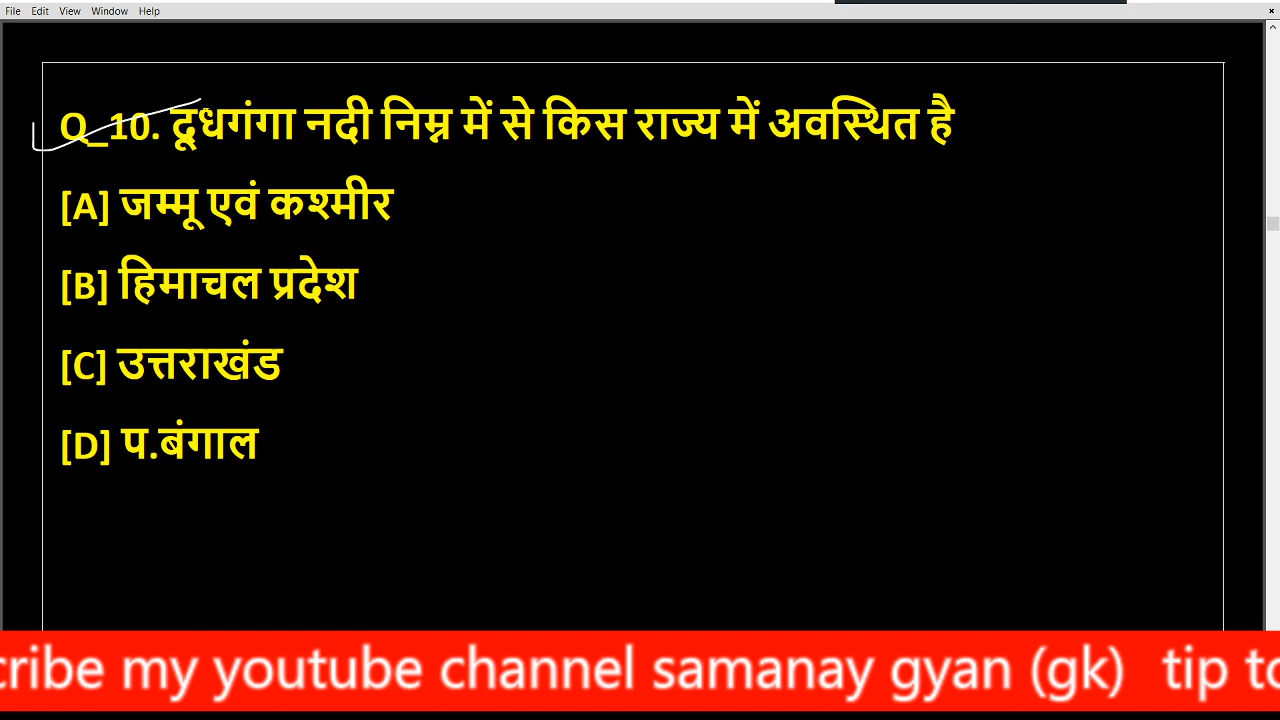 File Edit View Window Help
Q_10. दूधगंगा नदी निम्न में से किस राज्य में अवस्थित है
[A] जम्मू एवं कश्मीर
[B] हिमाचल प्रदेश
[C] उत्तराखंड
[D] प.बंगाल
cribe my youtube channel samanay gyan (gk) tip to